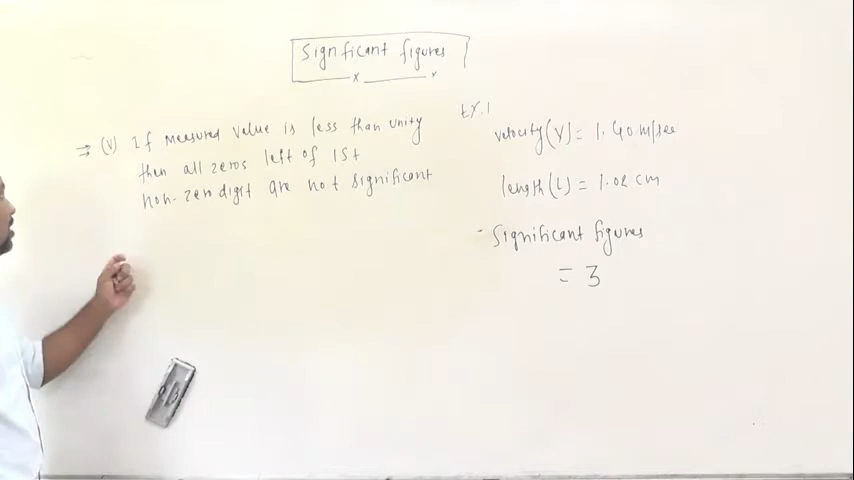 Significant figures
⇒ (V) If measured value is less than unity
then all zeros left of 1st
non-zero digit are not significant
Ex.1
velocity (V) = 1.40 m/sec
length (L) = 1.02 cm
Significant figures
= 3